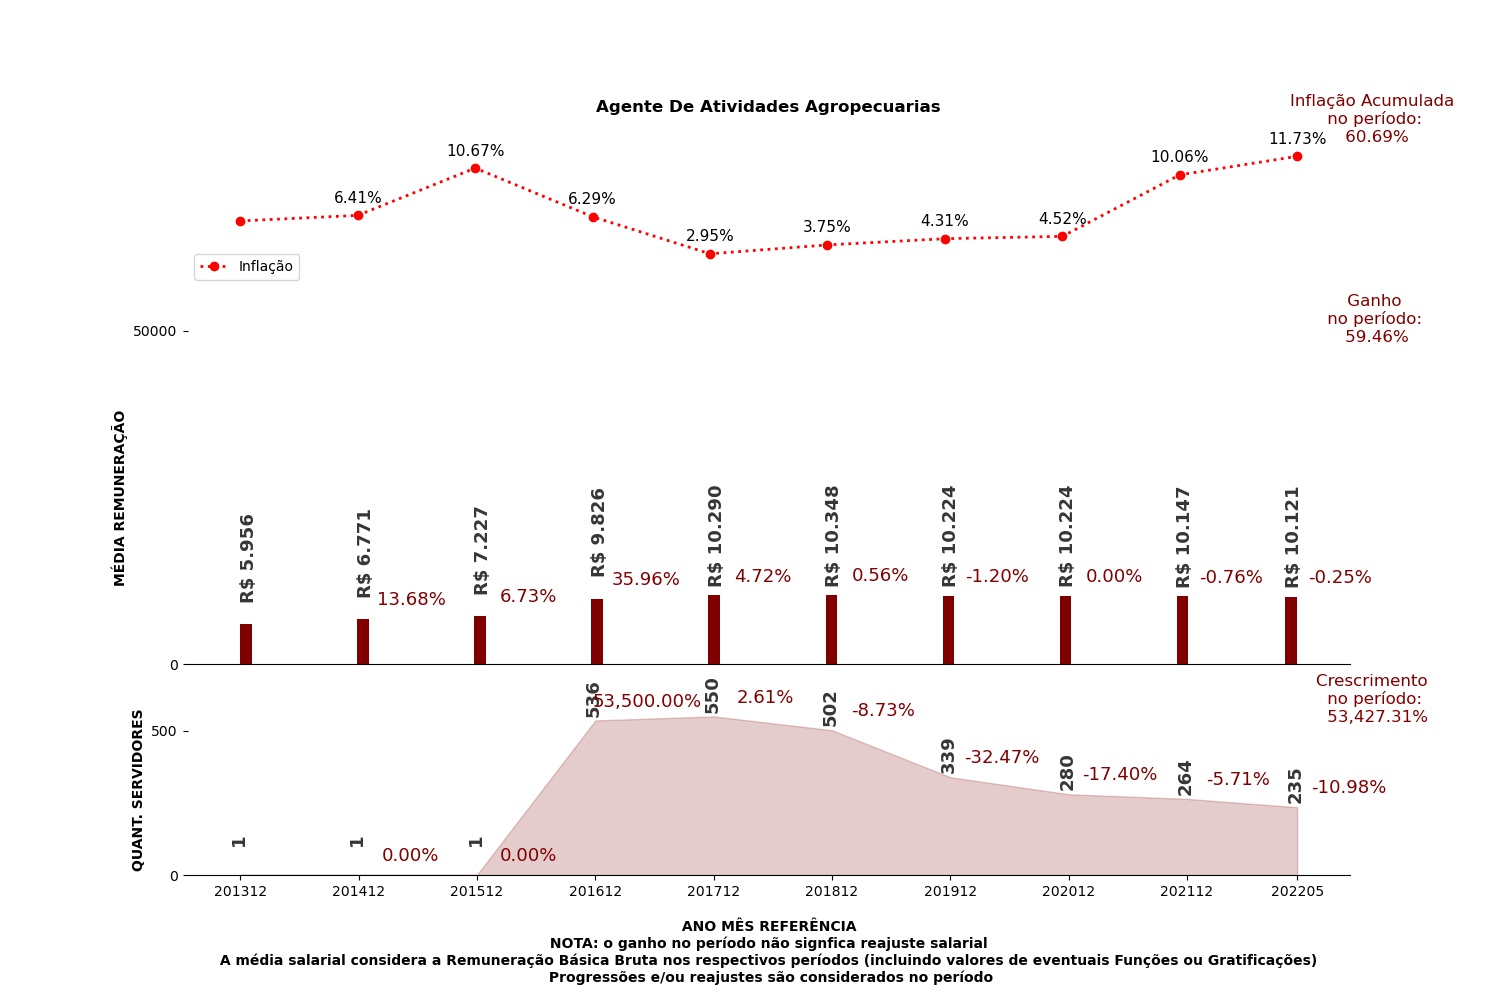 Agente De Atividades Agropecuarias
Inflação Acumulada
no período:
60.69%
6.41%
10.67%
6.29%
2.95%
3.75%
4.31%
4.52%
10.06%
11.73%
Inflação
Ganho
no período:
59.46%
50000
0
MÉDIA REMUNERAÇÃO
R$ 5.956
R$ 6.771
R$ 7.227
R$ 9.826
R$ 10.290
R$ 10.348
R$ 10.224
R$ 10.224
R$ 10.147
R$ 10.121
13.68%
6.73%
35.96%
4.72%
0.56%
-1.20%
0.00%
-0.76%
-0.25%
Crescrimento
no período:
53,427.31%
QUANT. SERVIDORES
500
0
1
1
1
536
550
502
339
280
264
235
0.00%
0.00%
53,500.00%
2.61%
-8.73%
-32.47%
-17.40%
-5.71%
-10.98%
201312
201412
201512
201612
201712
201812
201912
202012
202112
202205
ANO MÊS REFERÊNCIA
NOTA: o ganho no período não signfica reajuste salarial
A média salarial considera a Remuneração Básica Bruta nos respectivos períodos (incluindo valores de eventuais Funções ou Gratificações)
Progressões e/ou reajustes são considerados no período